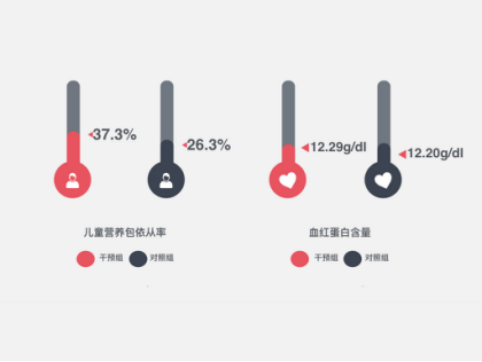 37.3%
26.3%
12.29g/dl
12.20g/dl
儿童营养包依从率
血红蛋白含量
干预组 对照组
干预组 对照组